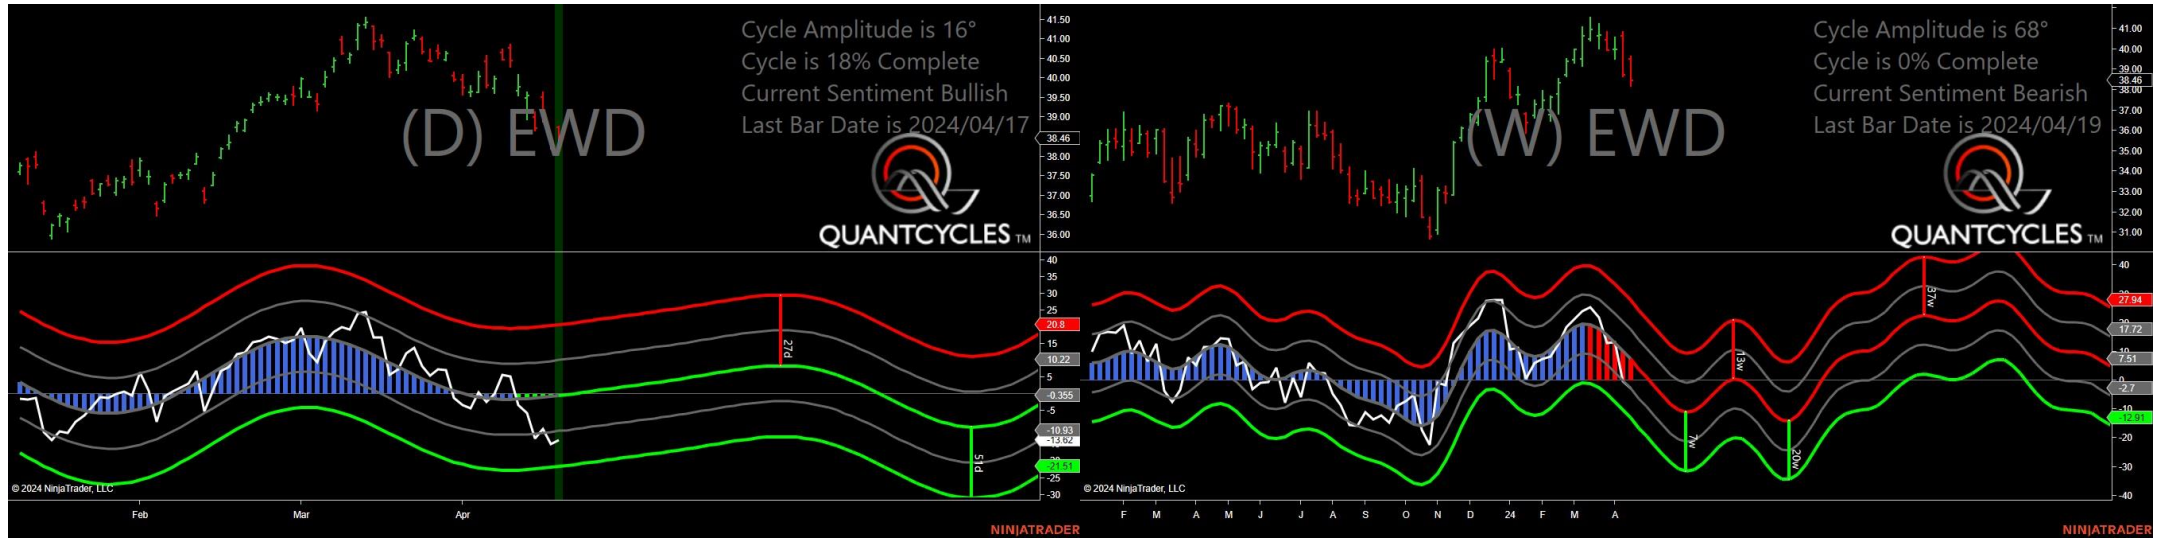 Cycle Amplitude is 16°
Cycle is 18% Complete
Current Sentiment Bullish
Last Bar Date is 2024/04/17
(D) EWD
QUANTCYCLES TM
41.50
41.00
40.50
40.00
39.50
39.00
38.46
38.00
37.50
37.00
36.50
36.00
40
35
30
25
20.8
15
10.22
5
-0.355
-5
-10.93
-13.62
-21.51
-25
-30
27d
51d
© 2024 NinjaTrader, LLC
Feb
Mar
Apr
NINJATRADER
Cycle Amplitude is 68°
Cycle is 0% Complete
Current Sentiment Bearish
Last Bar Date is 2024/04/19
(W) EWD
QUANTCYCLES TM
41.00
40.00
39.00
38.46
38.00
37.00
36.00
35.00
34.00
33.00
32.00
31.00
40
27.94
17.72
7.51
0
-2.7
-12.91
-20
-30
-40
7w
13w
20w
37w
© 2024 NinjaTrader, LLC
F M A M J J A S O N D 24 F M A
NINJATRADER